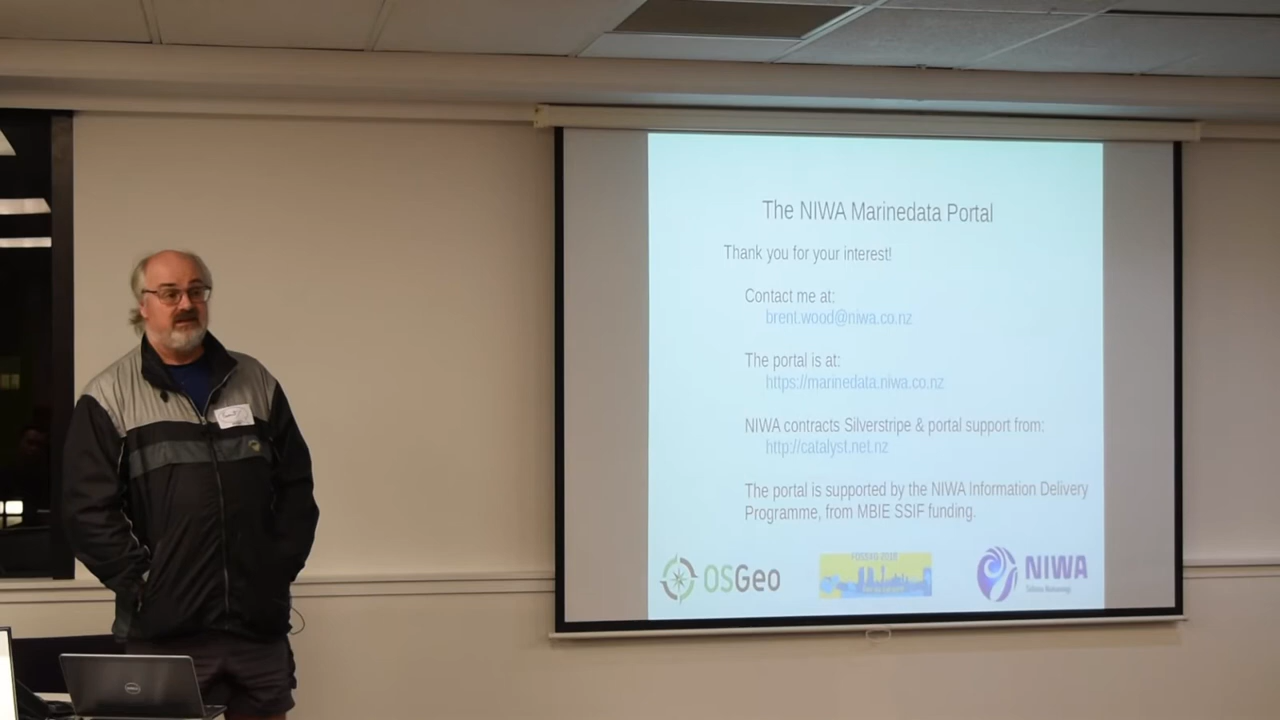 The NIWA Marinedata Portal
Thank you for your interest!
Contact me at:
brent.wood@niwa.co.nz
The portal is at:
https://marinedata.niwa.co.nz
NIWA contracts Silverstripe & portal support from:
http://catalyst.net.nz
The portal is supported by the NIWA Information Delivery
Programme, from MBIE SSIF funding.
OSGeo
NIWA
DELL